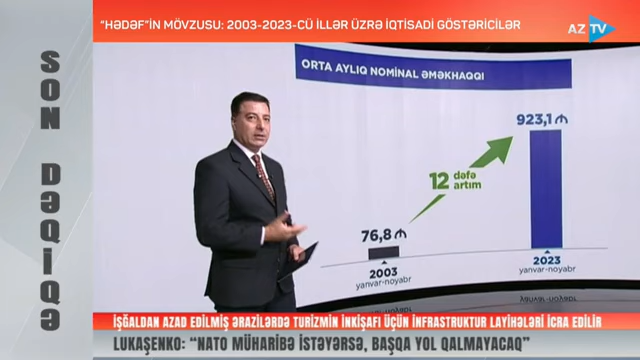 "HƏDƏF"İN MÖVZUSU: 2003-2023-CÜ İLLƏR ÜZRƏ İQTİSADİ GÖSTƏRİCİLƏR
AZTV
SON DƏQİQƏ
ORTA AYLIQ NOMİNAL ƏMƏKHAQQI
923,1 ₼
12 dəfə artım
76,8 ₼
2003
yanvar-noyabr
2023
yanvar-noyabr
İŞĞALDAN AZAD EDİLMİŞ ƏRAZİLƏRDƏ TURİZMİN İNKİŞAFI ÜÇÜN İNFRASTRUKTUR LAYİHƏLƏRİ İCRA EDİLİR
LUKAŞENKO: “NATO MÜHARİBƏ İSTƏYƏRSƏ, BAŞQA YOL QALMAYACAQ”